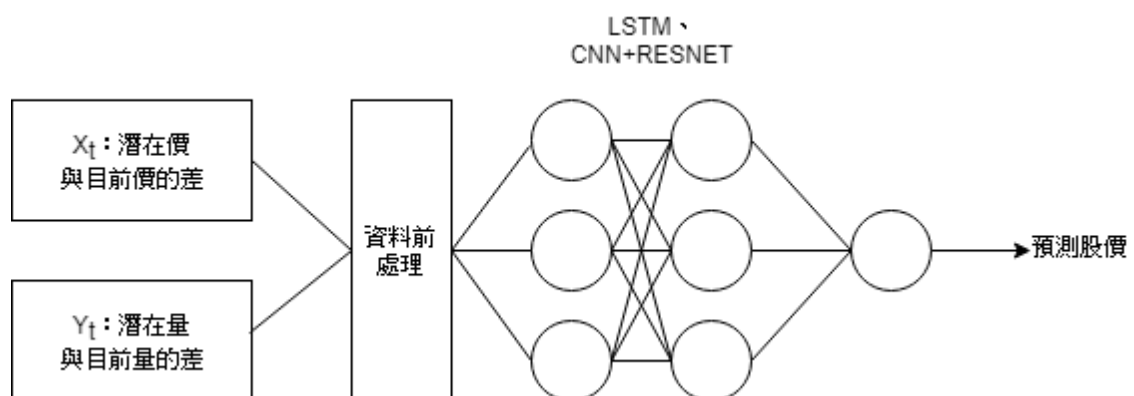 LSTM、
CNN+RESNET
Xt：潛在價
與目前價的差
資料前
處理
預測股價
Yt：潛在量
與目前量的差